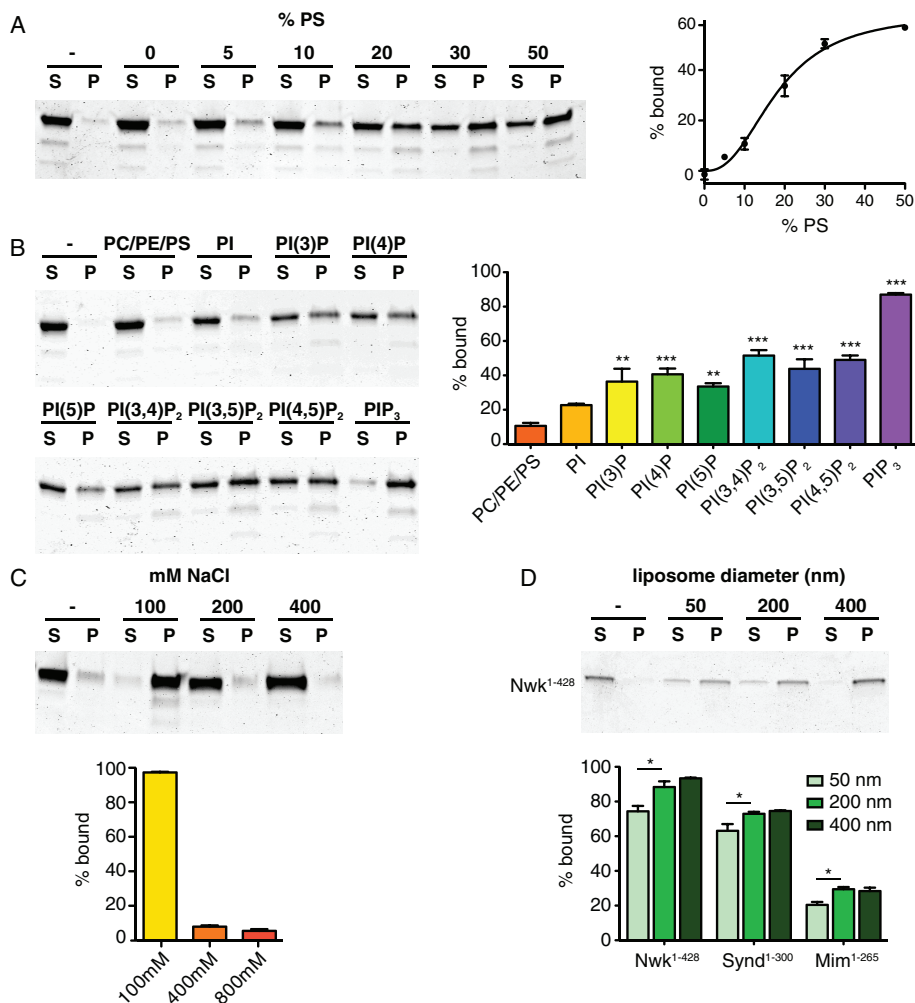 A
% PS
- 0 5 10 20 30 50
S P S P S P S P S P S P S P
% bound
60
40
20
0
0 10 20 30 40 50
% PS
B
- PC/PE/PS PI PI(3)P PI(4)P
S P S P S P S P S P
PI(5)P PI(3,4)P₂ PI(3,5)P₂ PI(4,5)P₂ PIP₃
S P S P S P S P S P
% bound
100
80
60
40
20
0
** *** ** *** *** *** ***
PC/PE/PS PI PI(3)P PI(4)P PI(5)P PI(3,4)P₂ PI(3,5)P₂ PI(4,5)P₂ PIP₃
C
mM NaCl
- 100 200 400
S P S P S P S P
% bound
100
80
60
40
20
0
100mM 400mM 800mM
D
liposome diameter (nm)
- 50 200 400
S P S P S P S P
Nwk¹⁻⁴²⁸
% bound
100
80
60
40
20
0
* * *
50 nm
200 nm
400 nm
Nwk¹⁻⁴²⁸ Synd¹⁻³⁰⁰ Mim¹⁻²⁶⁵